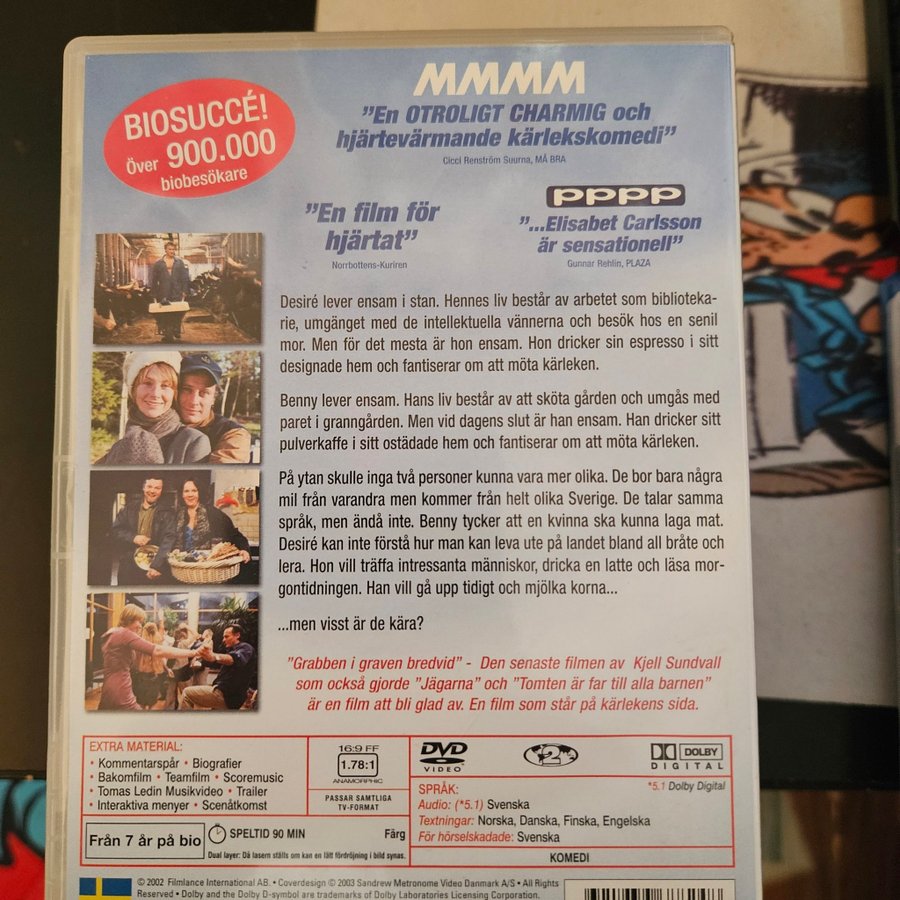 MMMM
"En OTROLIGT CHARMIG och
hjärtevärmande kärlekskomedi"
Cicci Renström Suurna, MÅ BRA
BIOSUCCÉ!
Över 900.000
biobesökare
"En film för
hjärtat"
Norrbottens-Kuriren
PPPP
"...Elisabet Carlsson
är sensationell"
Gunnar Rehlin, PLAZA
Desiré lever ensam i stan. Hennes liv består av arbetet som biblioteka-
rie, umgänget med de intellektuella vännerna och besök hos en senil
mor. Men för det mesta är hon ensam. Hon dricker sin espresso i sitt
designade hem och fantiserar om att möta kärleken.
Benny lever ensam. Hans liv består av att sköta gården och umgås med
paret i granngården. Men vid dagens slut är han ensam. Han dricker sitt
pulverkaffe i sitt ostädade hem och fantiserar om att möta kärleken.
På ytan skulle inga två personer kunna vara mer olika. De bor bara några
mil från varandra men kommer från helt olika Sverige. De talar samma
språk, men ändå inte. Benny tycker att en kvinna ska kunna laga mat.
Desiré kan inte förstå hur man kan leva ute på landet bland all bråte och
lera. Hon vill träffa intressanta människor, dricka en latte och läsa mor-
gontidningen. Han vill gå upp tidigt och mjölka korna...
...men visst är de kära?
"Grabben i graven bredvid" - Den senaste filmen av Kjell Sundvall
som också gjorde "Jägarna" och "Tomten är far till alla barnen"
är en film att bli glad av. En film som står på kärlekens sida.
EXTRA MATERIAL:
• Kommentarspår • Biografier
• Bakomfilm • Teamfilm • Scoremusic
• Tomas Ledin Musikvideo • Trailer
• Interaktiva menyer • Scenåtkomst
16:9 FF
1.78:1
ANAMORPHIC
PASSAR SAMTLIGA
TV-FORMAT
DVD
VIDEO
2
DOLBY
DIGITAL
*5.1 Dolby Digital
SPRÅK:
Audio: (*5.1) Svenska
Textningar: Norska, Danska, Finska, Engelska
För hörselskadade: Svenska
Från 7 år på bio
SPELTID 90 MIN
Färg
Dual layer: Då lasern ställs om kan en lätt fördröjning i bild synas.
KOMEDI
© 2002 Filmlance International AB. • Coverdesign © 2003 Sandrew Metronome Video Danmark A/S • All Rights
Reserved • Dolby and the Dolby D-symbol are trademarks of Dolby Laboratories Licensing Corporation.